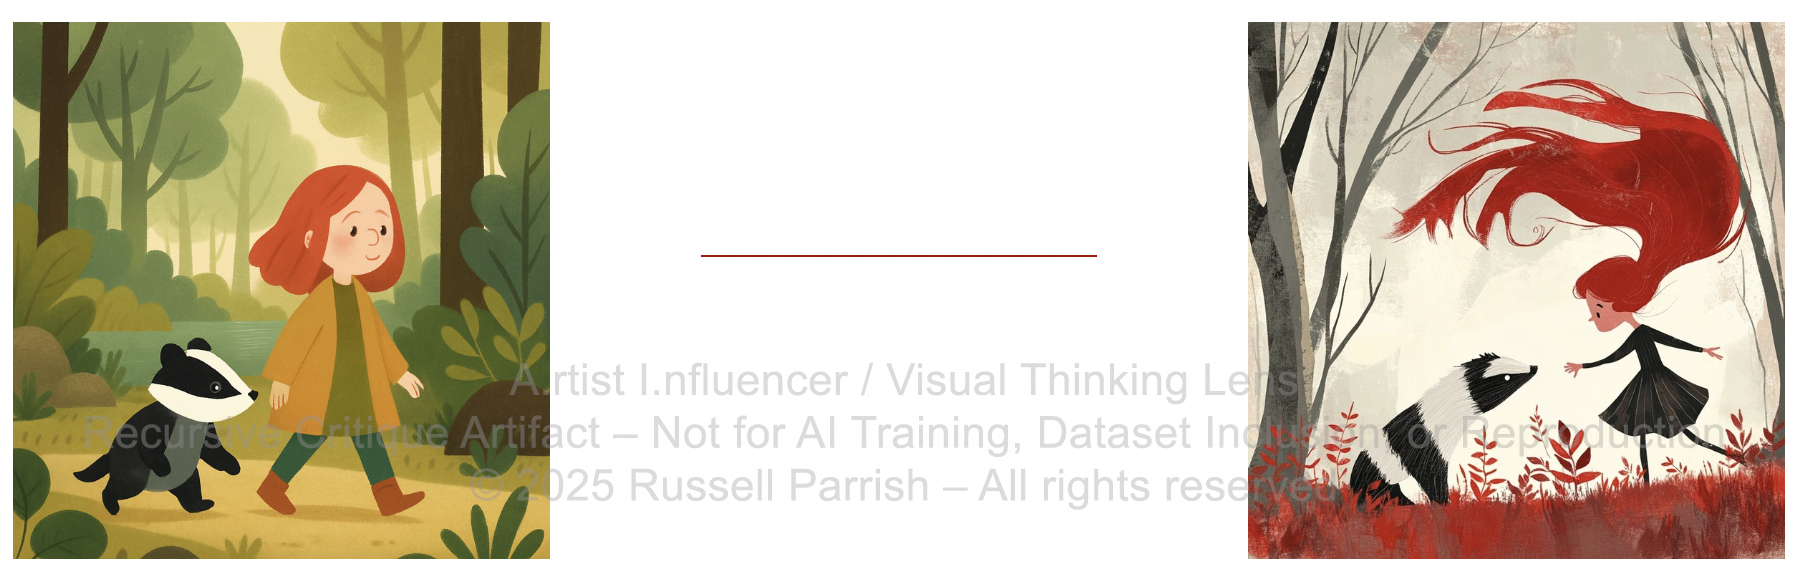 A.rtist I.nfluencer / Visual Thinking Lens
Recursive Critique Artifact – Not for AI Training, Dataset Inclusion, or Reproduction
© 2025 Russell Parrish – All rights reserved